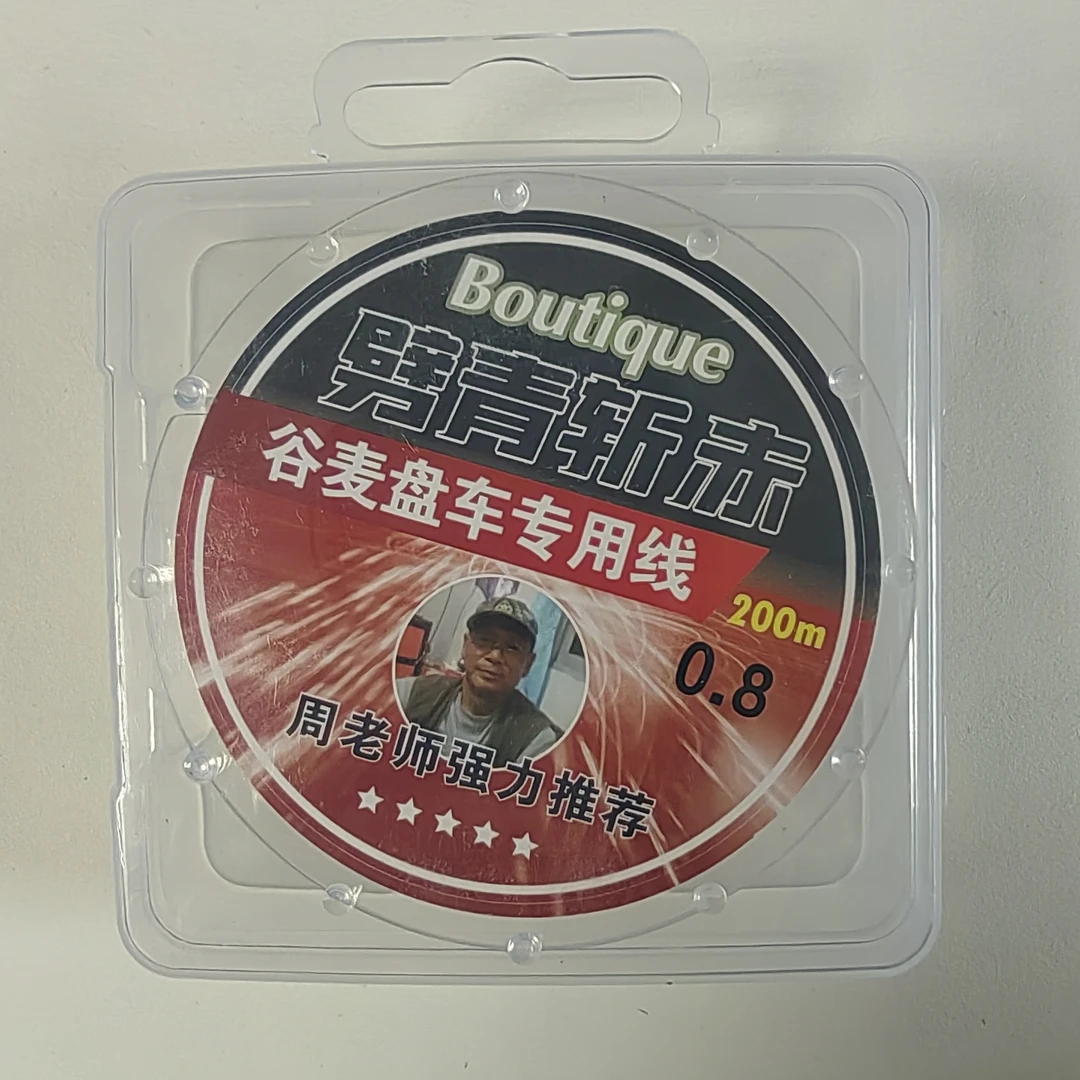 Boutique
劈青斩赤
谷麦盘车专用线
200m
0.8
周老师强力推荐